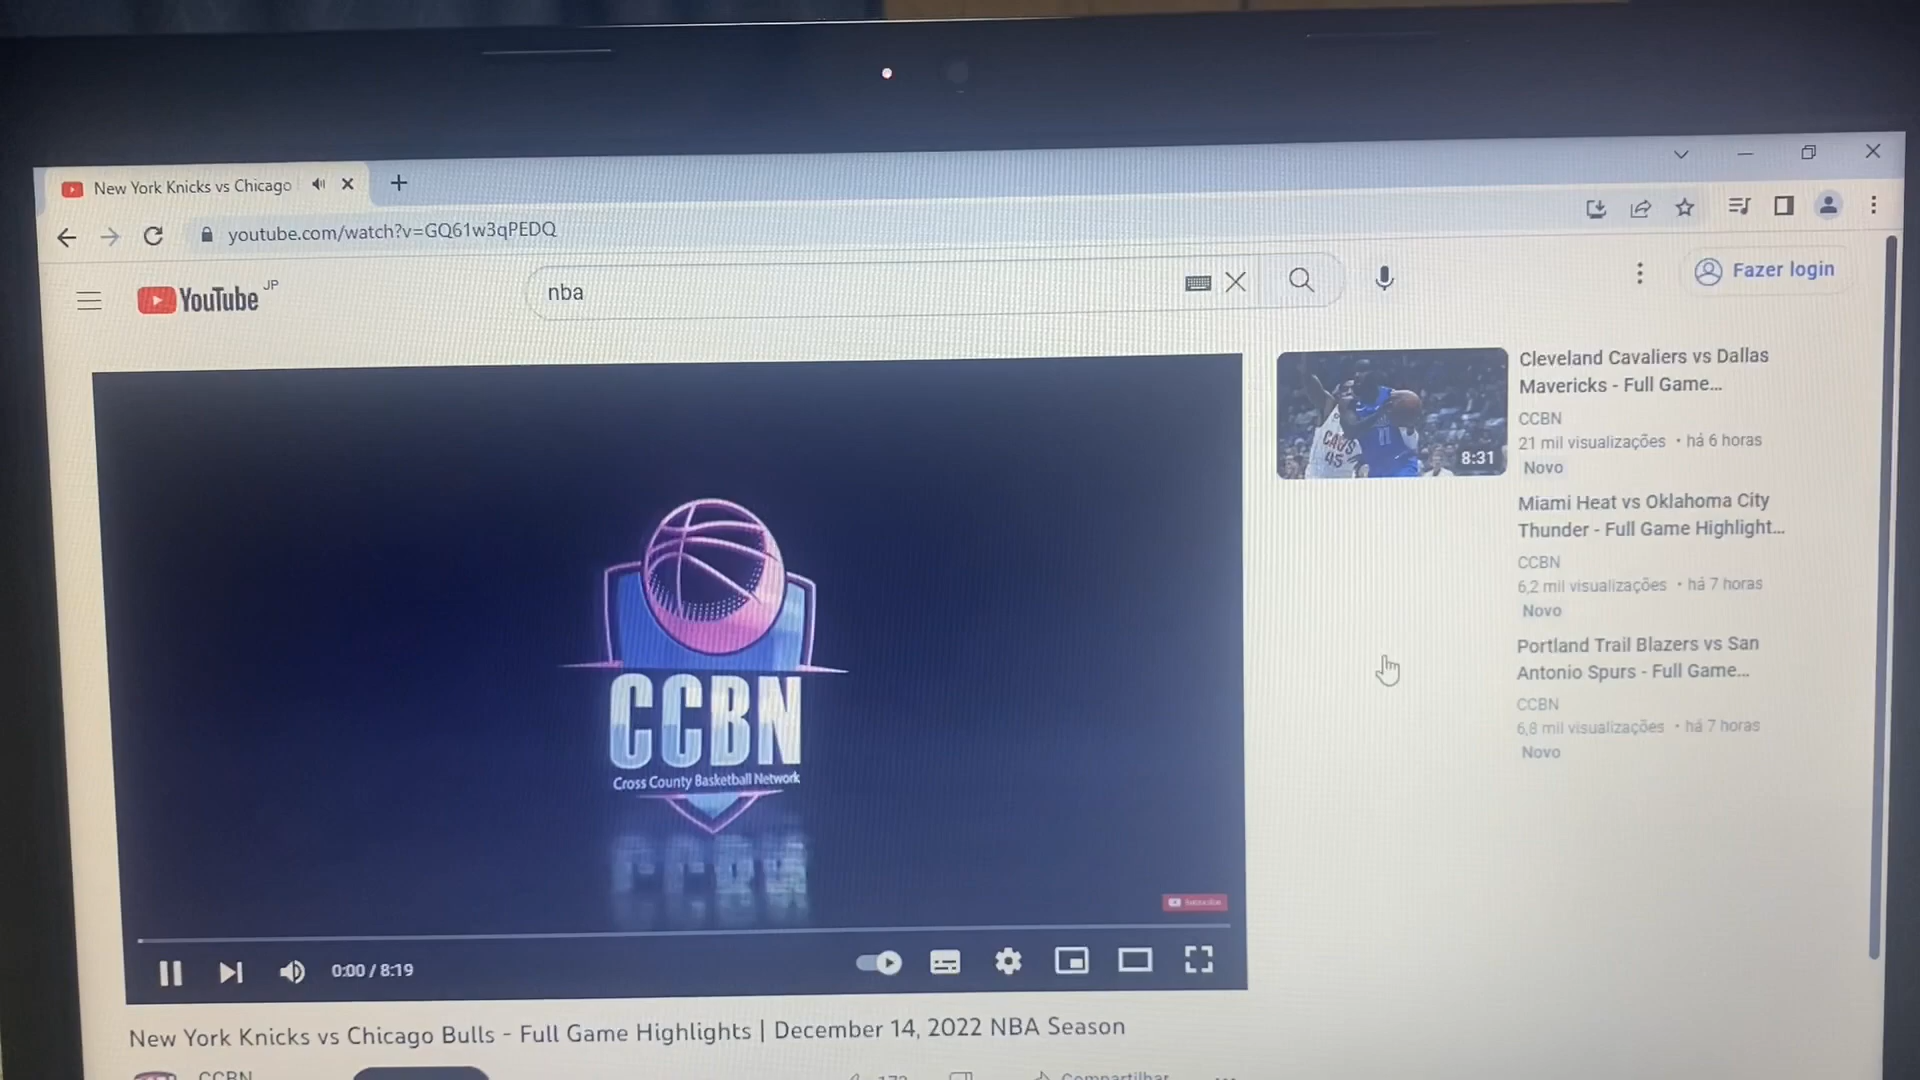 New York Knicks vs Chicago
youtube.com/watch?v=GQ61w3qPEDQ
YouTube JP
nba
Fazer login
CCBN
Cross County Basketball Network
0:00 / 8:19
New York Knicks vs Chicago Bulls - Full Game Highlights | December 14, 2022 NBA Season
CCBN
Compartilhar
CAVS
45
8:31
Cleveland Cavaliers vs Dallas
Mavericks - Full Game...
CCBN
21 mil visualizações • há 6 horas
Novo
Miami Heat vs Oklahoma City
Thunder - Full Game Highlight...
CCBN
6,2 mil visualizações • há 7 horas
Novo
Portland Trail Blazers vs San
Antonio Spurs - Full Game...
CCBN
6,8 mil visualizações • há 7 horas
Novo